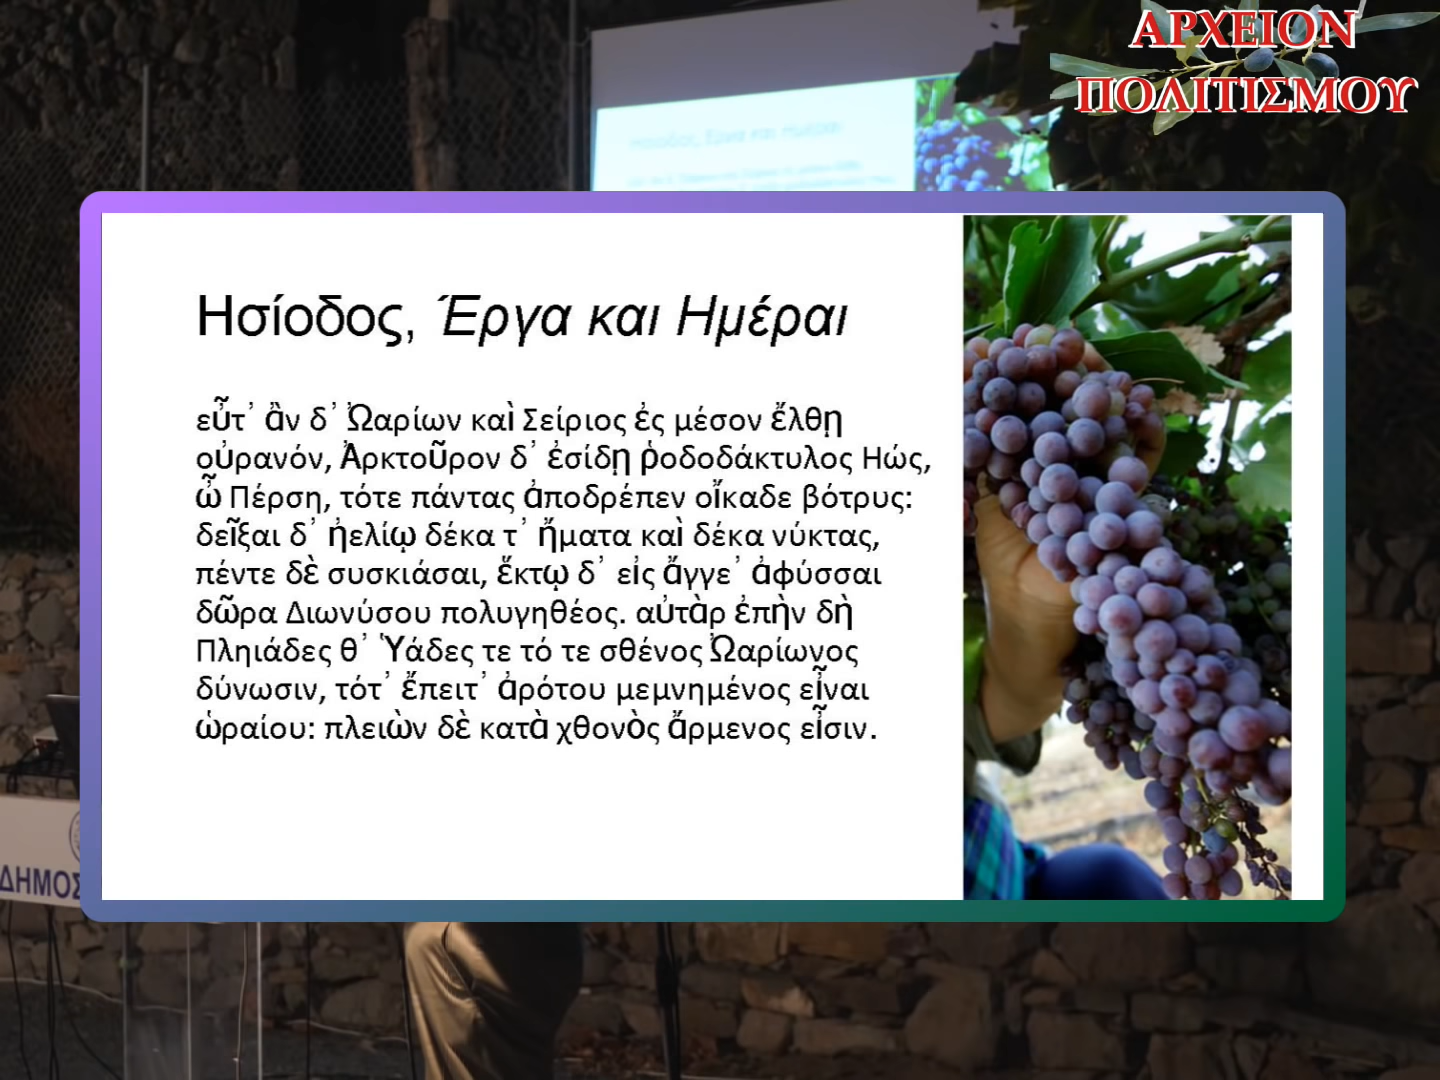 ΑΡΧΕΙΟΝ
ΠΟΛΙΤΙΣΜΟΥ
Ησίοδος, Έργα και Ημέραι
εὖτ᾽ ἂν δ᾽ Ὠαρίων καὶ Σείριος ἐς μέσον ἔλθῃ
οὐρανόν, Ἀρκτοῦρον δ᾽ ἐσίδῃ ῥοδοδάκτυλος Ηώς,
ὦ Πέρση, τότε πάντας ἀποδρέπεν οἴκαδε βότρυς:
δεῖξαι δ᾽ ἠελίῳ δέκα τ᾽ ἤματα καὶ δέκα νύκτας,
πέντε δὲ συσκιάσαι, ἕκτῳ δ᾽ εἰς ἄγγε᾽ ἀφύσσαι
δῶρα Διωνύσου πολυγηθέος. αὐτὰρ ἐπὴν δὴ
Πληιάδες θ᾽ Ὑάδες τε τό τε σθένος Ὠαρίωνος
δύνωσιν, τότ᾽ ἔπειτ᾽ ἀρότου μεμνημένος εἶναι
ὡραίου: πλειὼν δὲ κατὰ χθονὸς ἄρμενος εἶσιν.
ΔΗΜΟΣ